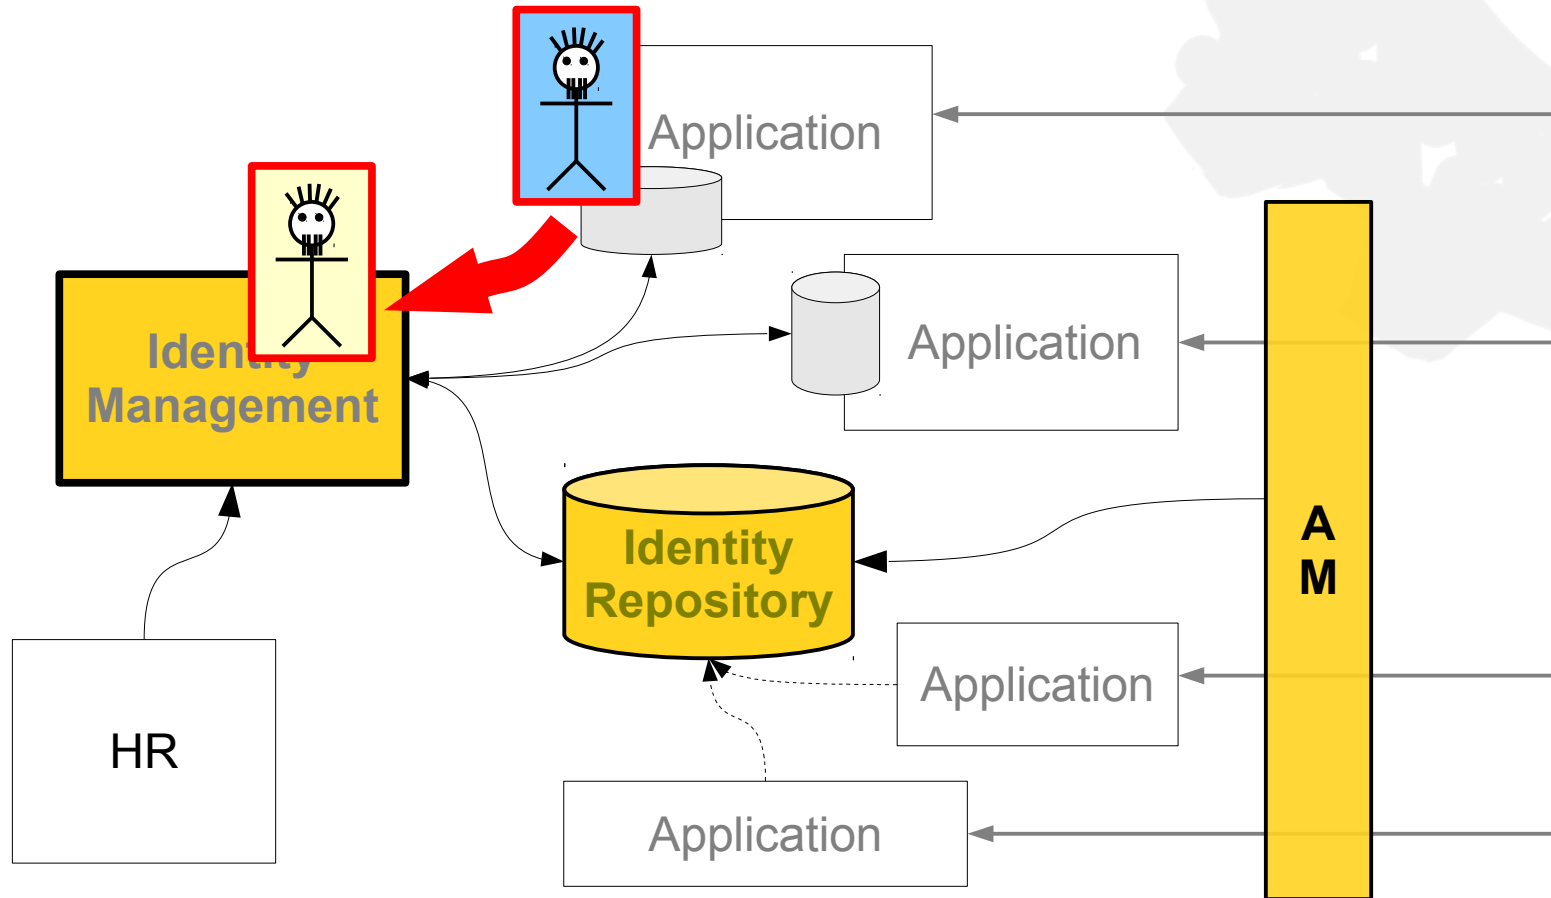 Application
Identity
Management
Application
Identity
Repository
A
M
Application
HR
Application